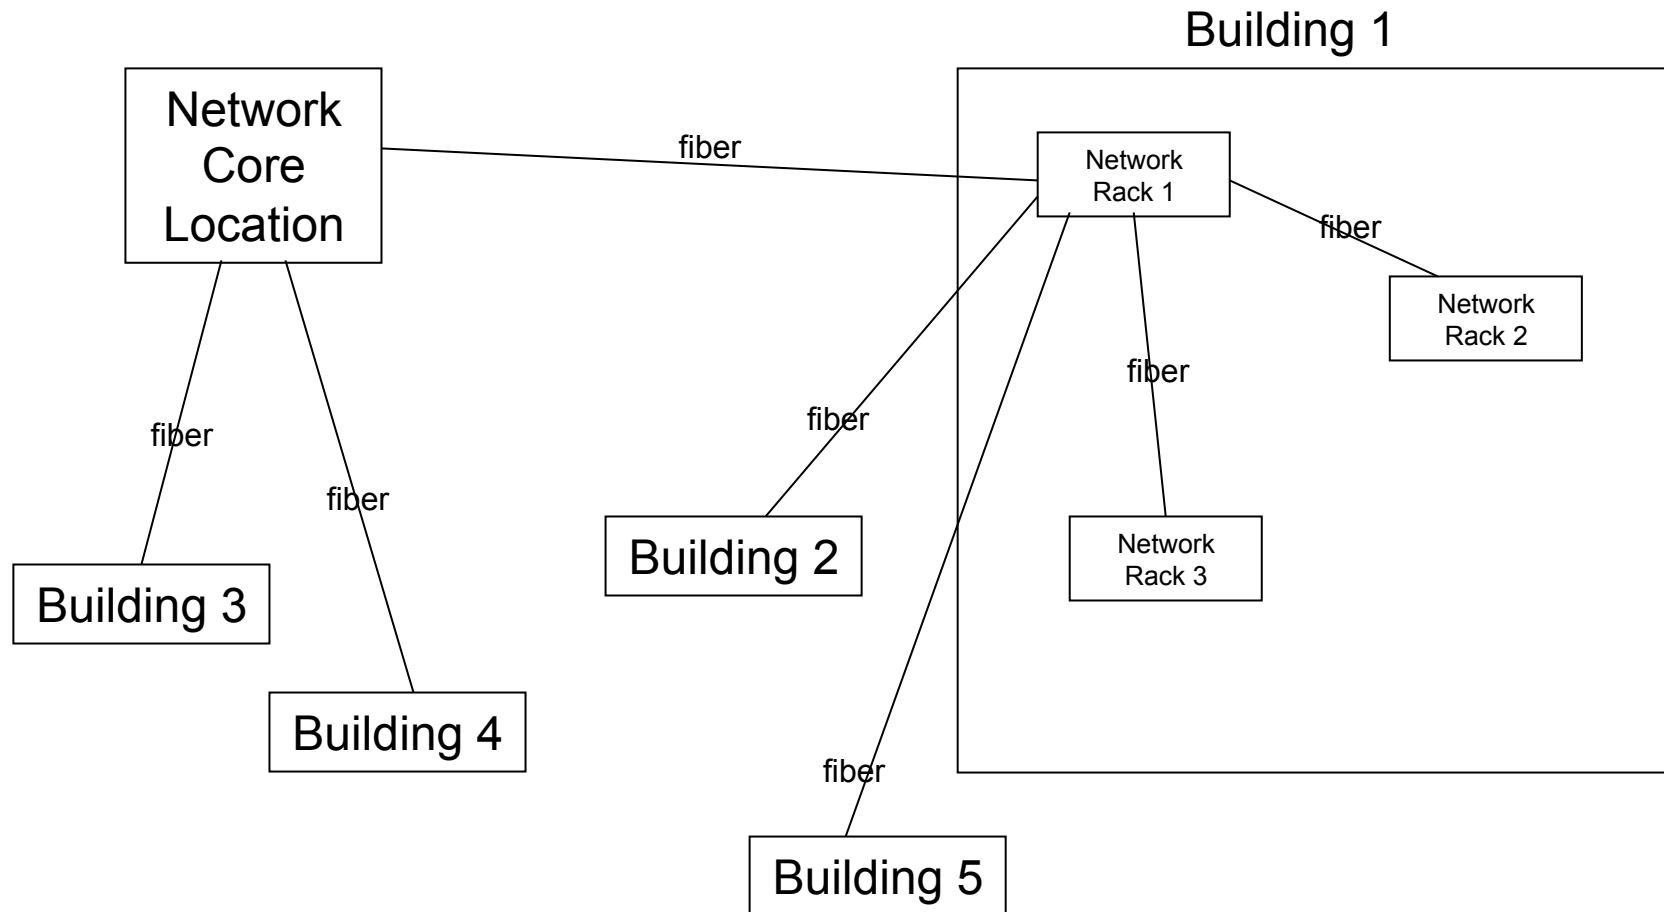 Building 1
Network
Core
Location
fiber
Network
Rack 1
fiber
Network
Rack 2
fiber
fiber
fiber
fiber
Network
Rack 3
Building 2
Building 3
Building 4
fiber
Building 5